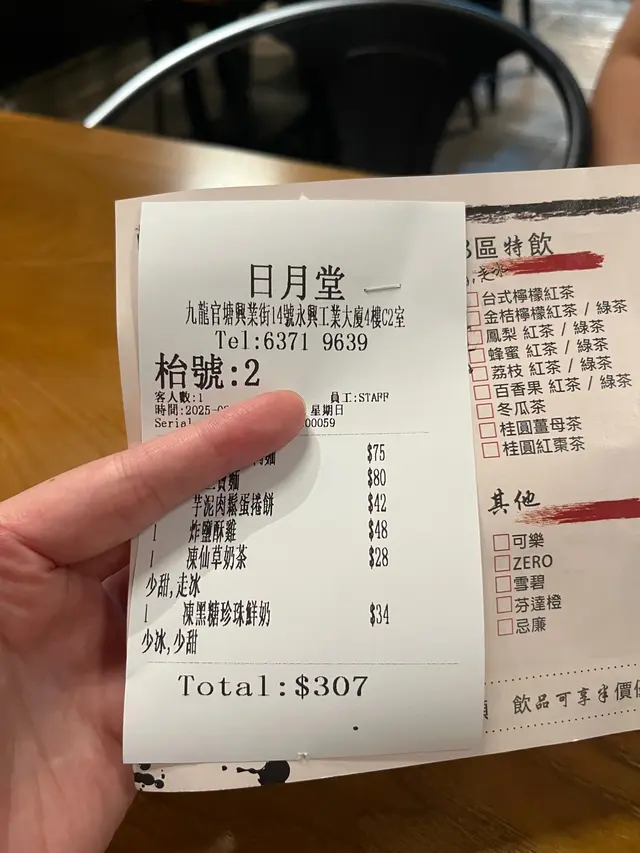 日月堂
九龍官塘興業街14號永興工業大廈4樓C2室
Tel:6371 9639
枱號:2
客人數:1 員工:STAFF
時間:2025-0 星期日
Serial 00059
麵 $75
麵 $80
芋泥肉鬆蛋捲餅 $42
1 炸鹽酥雞 $48
1 凍仙草奶茶 $28
少甜,走冰
1 凍黑糖珍珠鮮奶 $34
少冰,少甜
Total:$307
區 特飲
走冰
台式檸檬紅茶
金桔檸檬紅茶 / 綠茶
鳳梨 紅茶 / 綠茶
蜂蜜 紅茶 / 綠茶
荔枝 紅茶 / 綠茶
百香果 紅茶 / 綠茶
冬瓜茶
桂圓薑母茶
桂圓紅棗茶
其他
可樂
ZERO
雪碧
芬達橙
忌廉
飲品可享半價